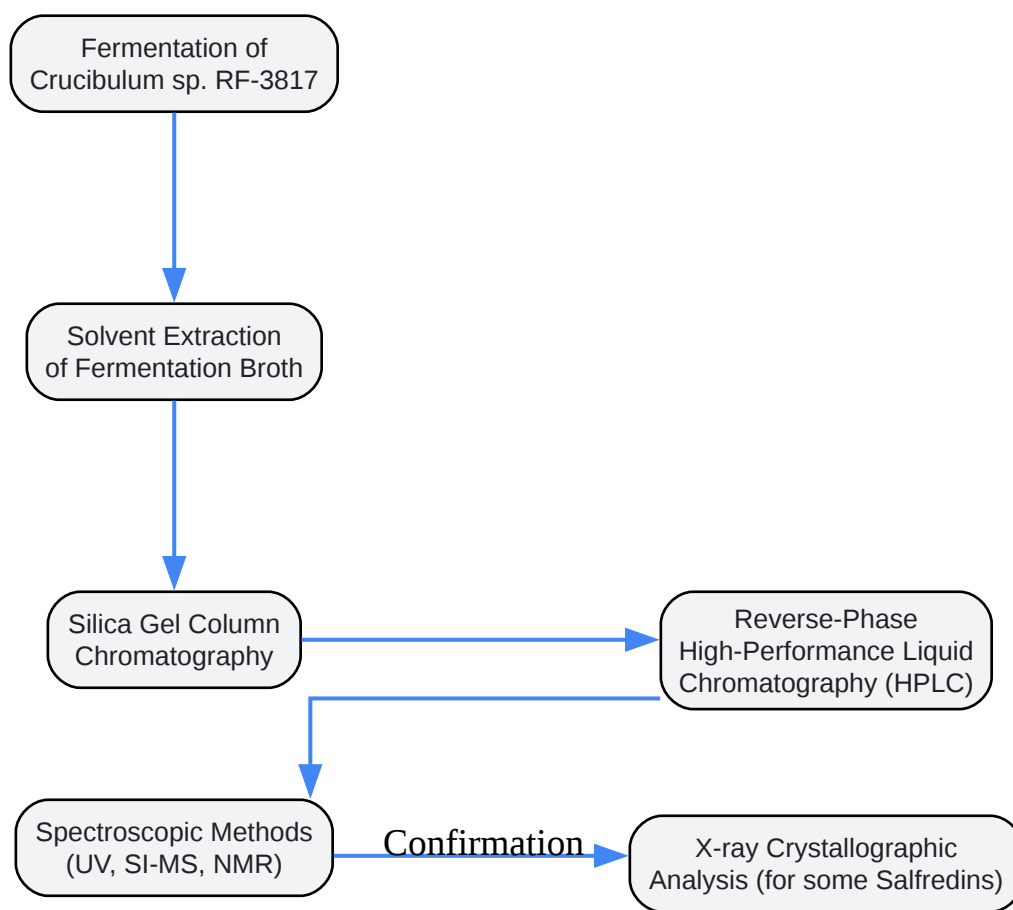 Fermentation of
Crucibulum sp. RF-3817
Solvent Extraction
of Fermentation Broth
Silica Gel Column
Chromatography
Reverse-Phase
High-Performance Liquid
Chromatography (HPLC)
Spectroscopic Methods
(UV, SI-MS, NMR)
Confirmation
X-ray Crystallographic
Analysis (for some Salfredins)